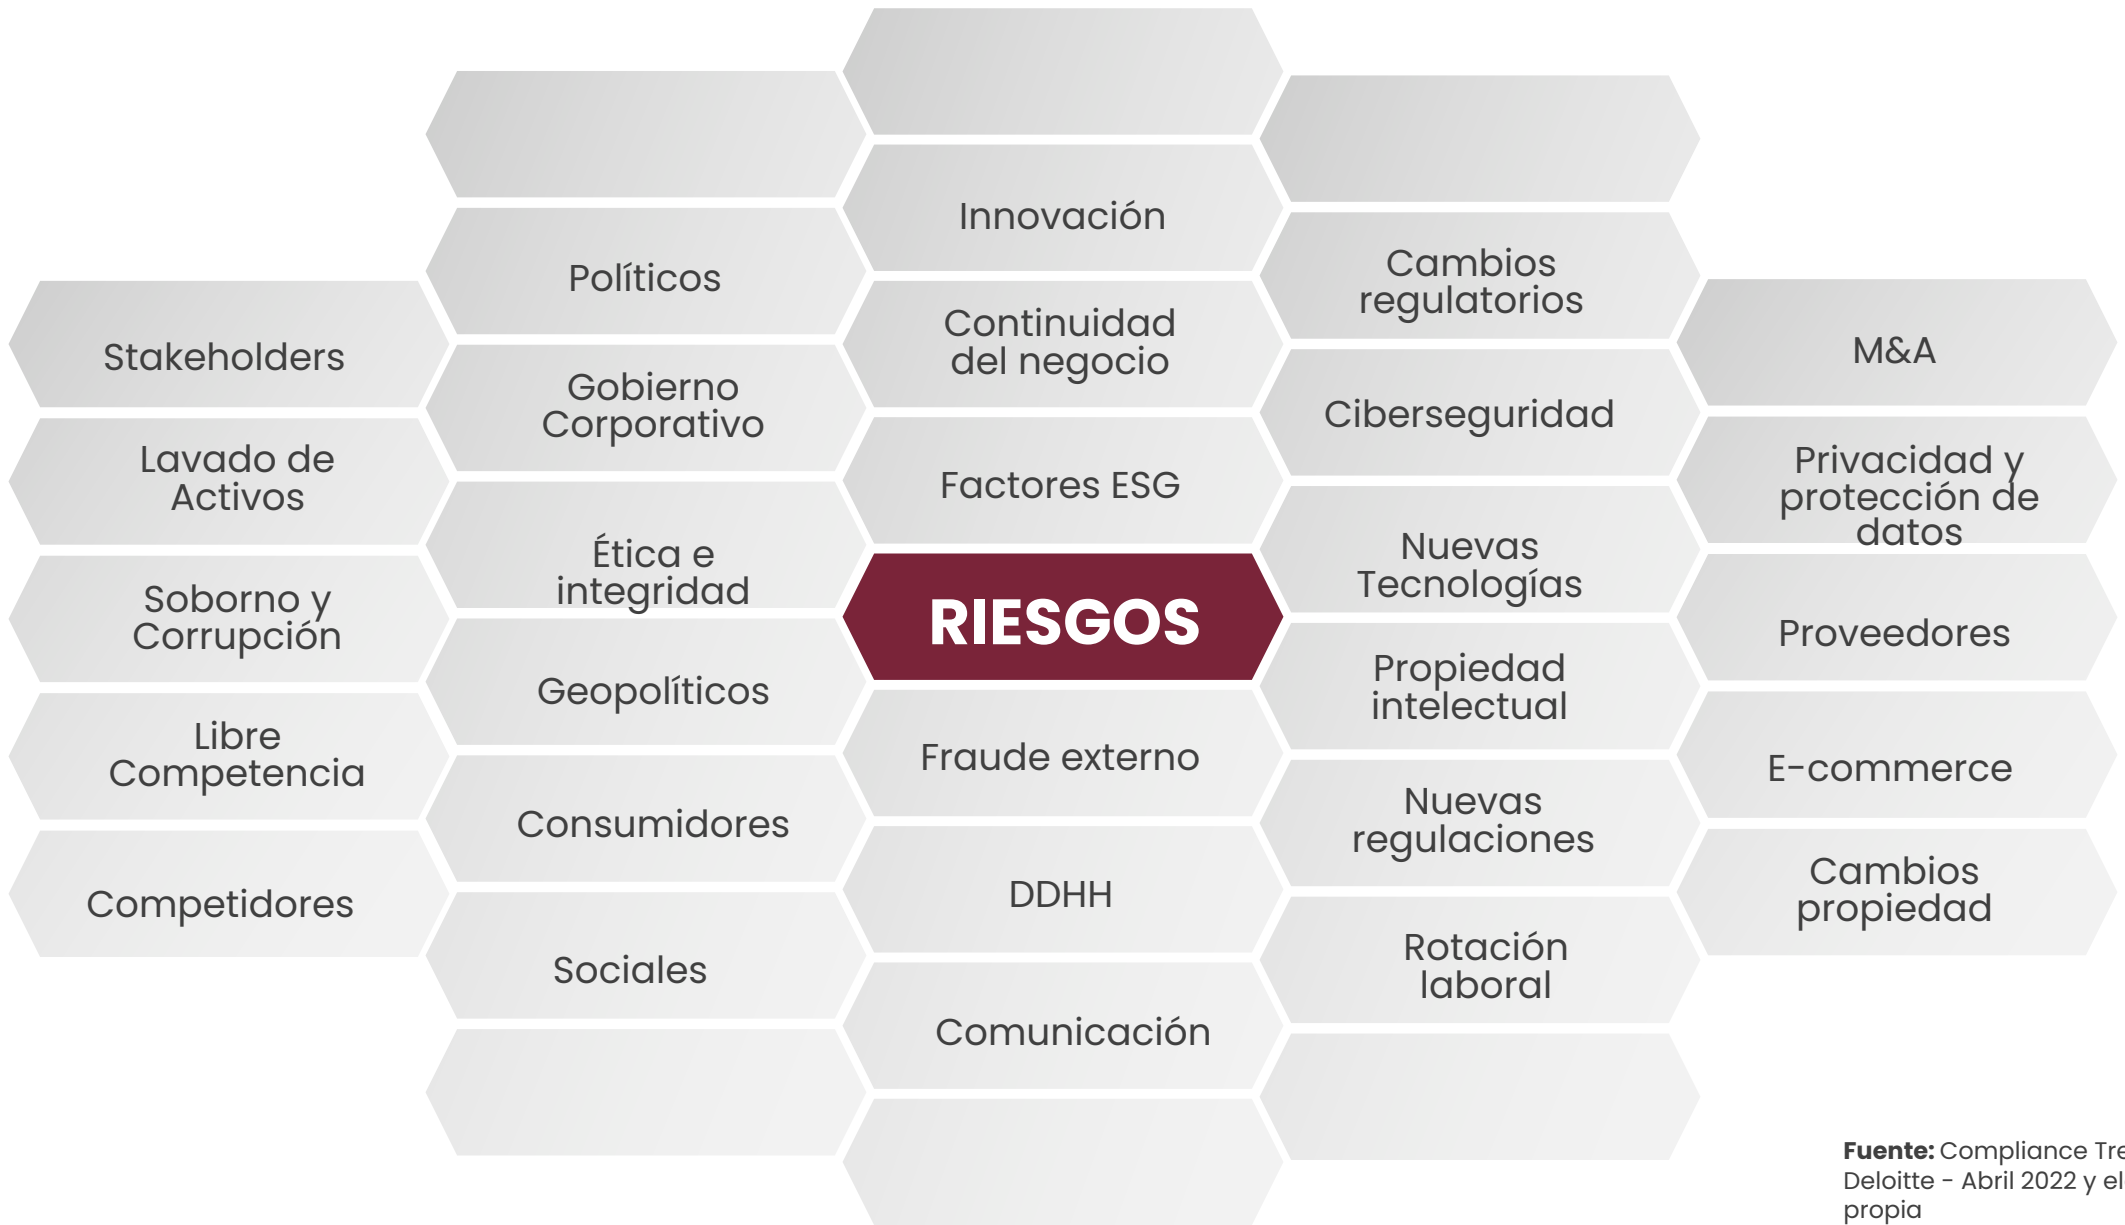 Stakeholders
Lavado de
Activos
Soborno y
Corrupción
Libre
Competencia
Competidores
Políticos
Gobierno
Corporativo
Ética e
integridad
Geopolíticos
Consumidores
Sociales
Innovación
Continuidad
del negocio
Factores ESG
RIESGOS
Fraude externo
DDHH
Comunicación
Cambios
regulatorios
Ciberseguridad
Nuevas
Tecnologías
Propiedad
intelectual
Nuevas
regulaciones
Rotación
laboral
M&A
Privacidad y
protección de
datos
Proveedores
E-commerce
Cambios
propiedad
Fuente: Compliance
Deloitte - Abril 2022 y
propia